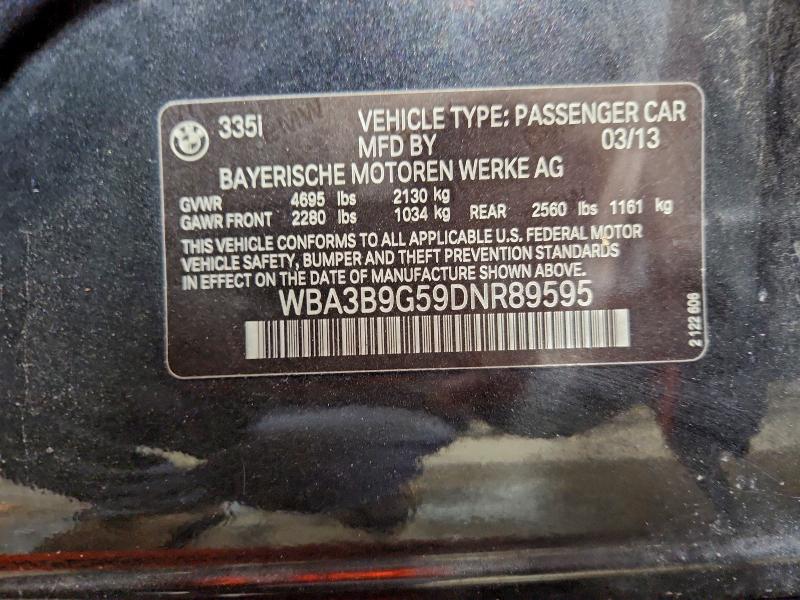 335i VEHICLE TYPE: PASSENGER CAR
MFD BY 03/13
BAYERISCHE MOTOREN WERKE AG
GVWR 4695 lbs 2130 kg
GAWR FRONT 2280 lbs 1034 kg REAR 2560 lbs 1161 kg
THIS VEHICLE CONFORMS TO ALL APPLICABLE U.S. FEDERAL MOTOR
VEHICLE SAFETY, BUMPER AND THEFT PREVENTION STANDARDS
IN EFFECT ON THE DATE OF MANUFACTURE SHOWN ABOVE.
WBA3B9G59DNR89595
2 122 606
BMW